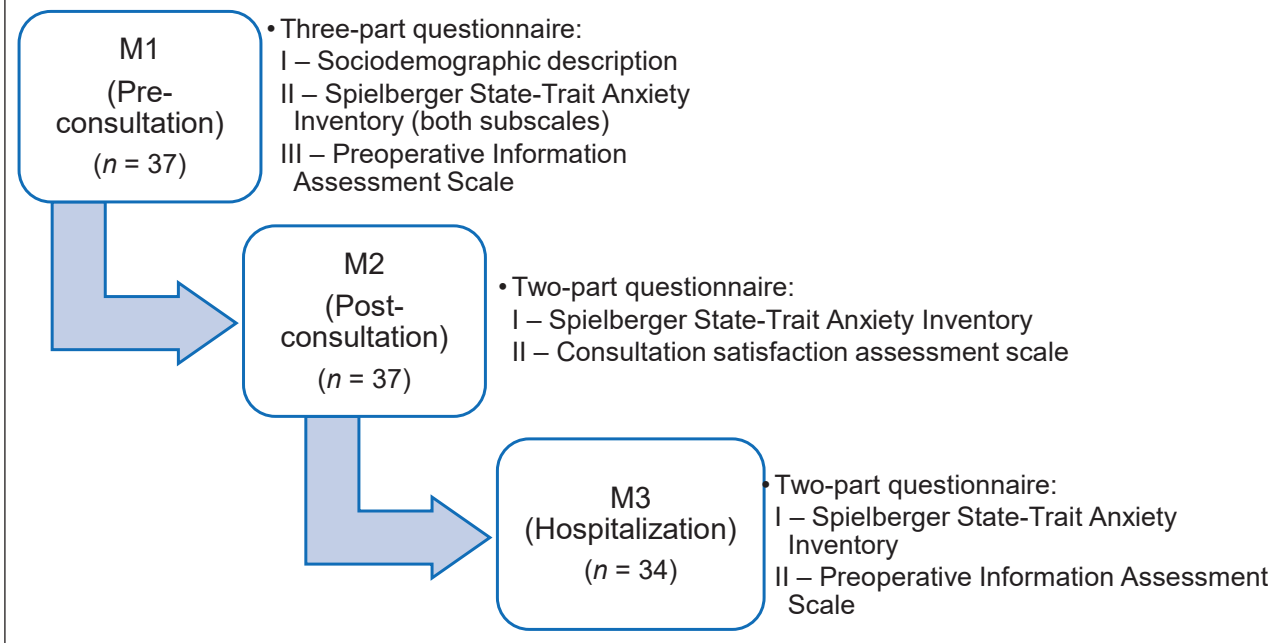 M1
(Pre-
consultation)
(n = 37)
• Three-part questionnaire:
I – Sociodemographic description
II – Spielberger State-Trait Anxiety
Inventory (both subscales)
III – Preoperative Information
Assessment Scale
M2
(Post-
consultation)
(n = 37)
• Two-part questionnaire:
I – Spielberger State-Trait Anxiety Inventory
II – Consultation satisfaction assessment scale
M3
(Hospitalization)
(n = 34)
• Two-part questionnaire:
I – Spielberger State-Trait Anxiety
Inventory
II – Preoperative Information Assessment
Scale